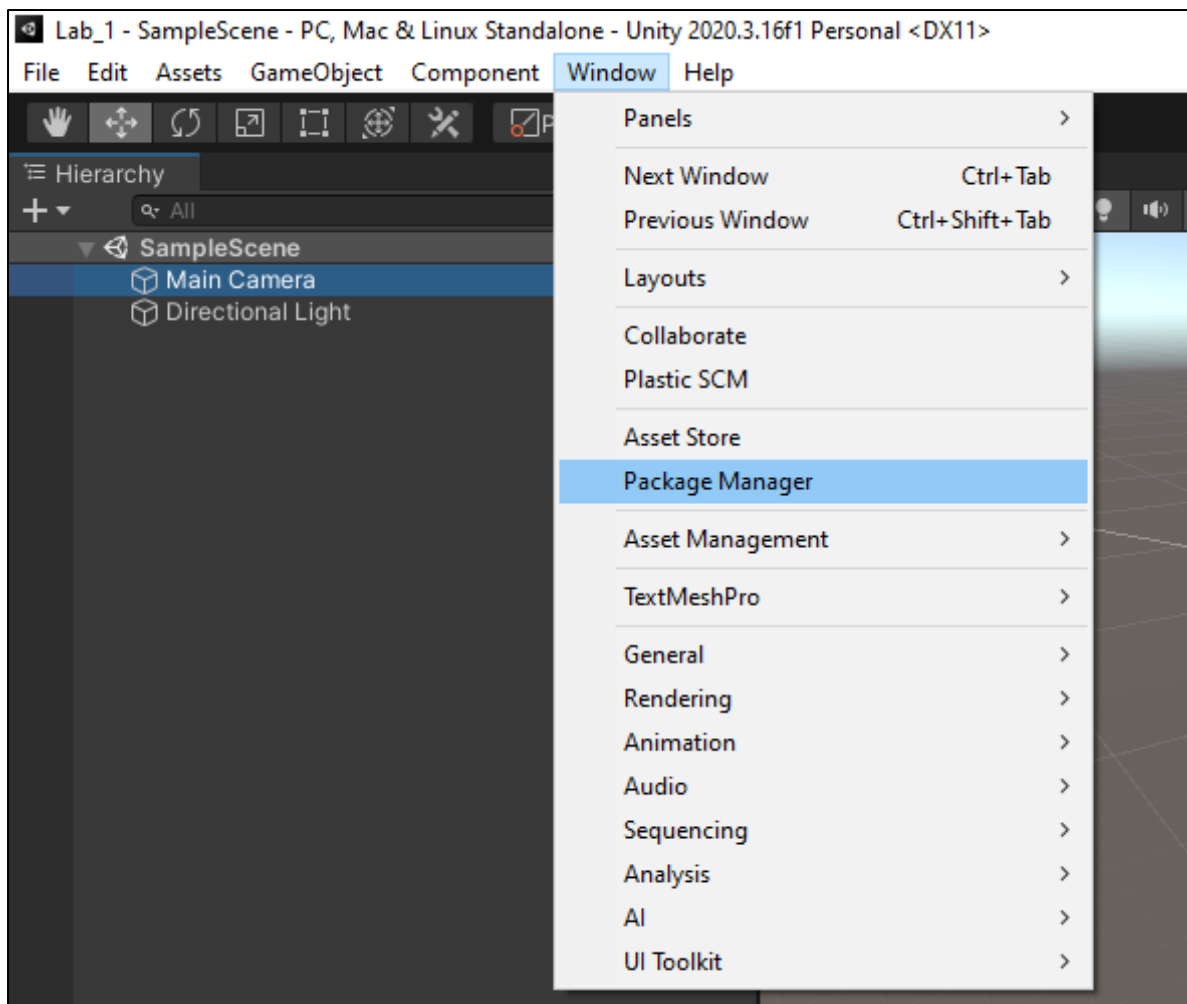 Lab_1 - SampleScene - PC, Mac & Linux Standalone - Unity 2020.3.16f1 Personal <DX11>
File Edit Assets GameObject Component Window Help
P
Panels
Hierarchy
Next Window Ctrl+Tab
All
Previous Window Ctrl+Shift+Tab
SampleScene
Main Camera
Layouts
Directional Light
Collaborate
Plastic SCM
Asset Store
Package Manager
Asset Management
TextMeshPro
General
Rendering
Animation
Audio
Sequencing
Analysis
AI
UI Toolkit